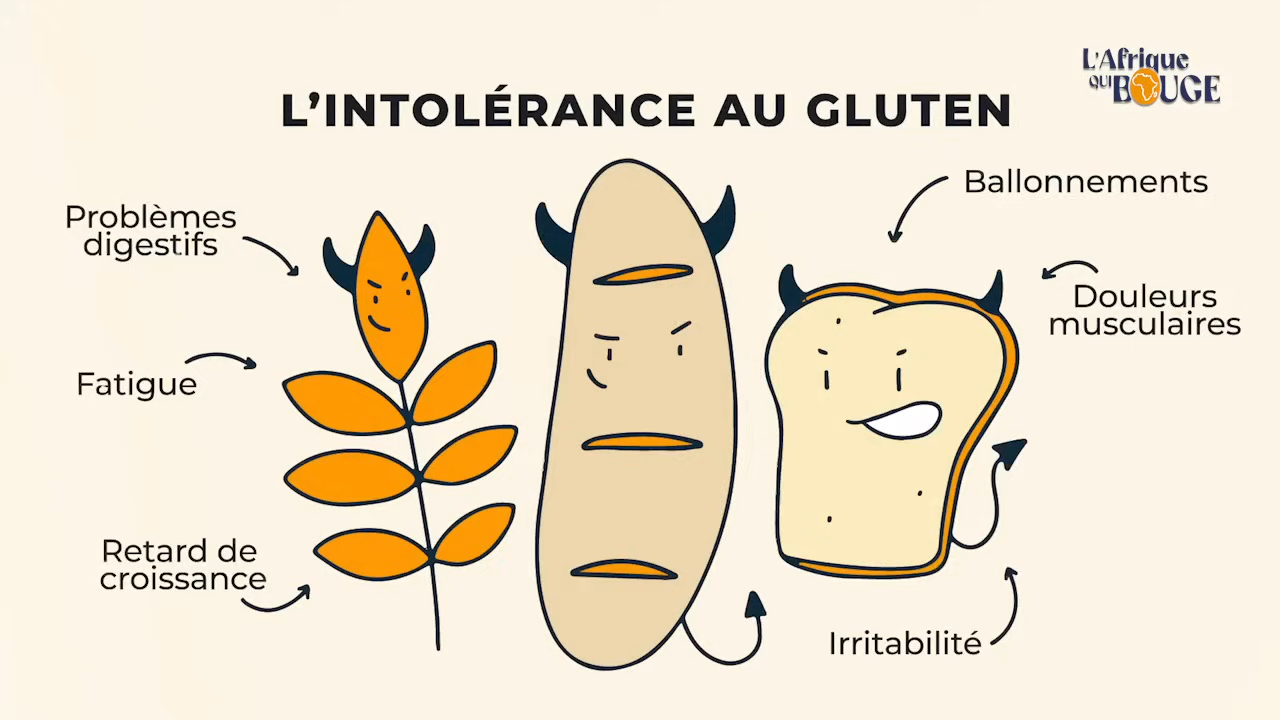 L'Afrique
QUI BOUGE
L'INTOLÉRANCE AU GLUTEN
Problèmes
digestifs
Fatigue
Retard de
croissance
Ballonnements
Douleurs
musculaires
Irritabilité